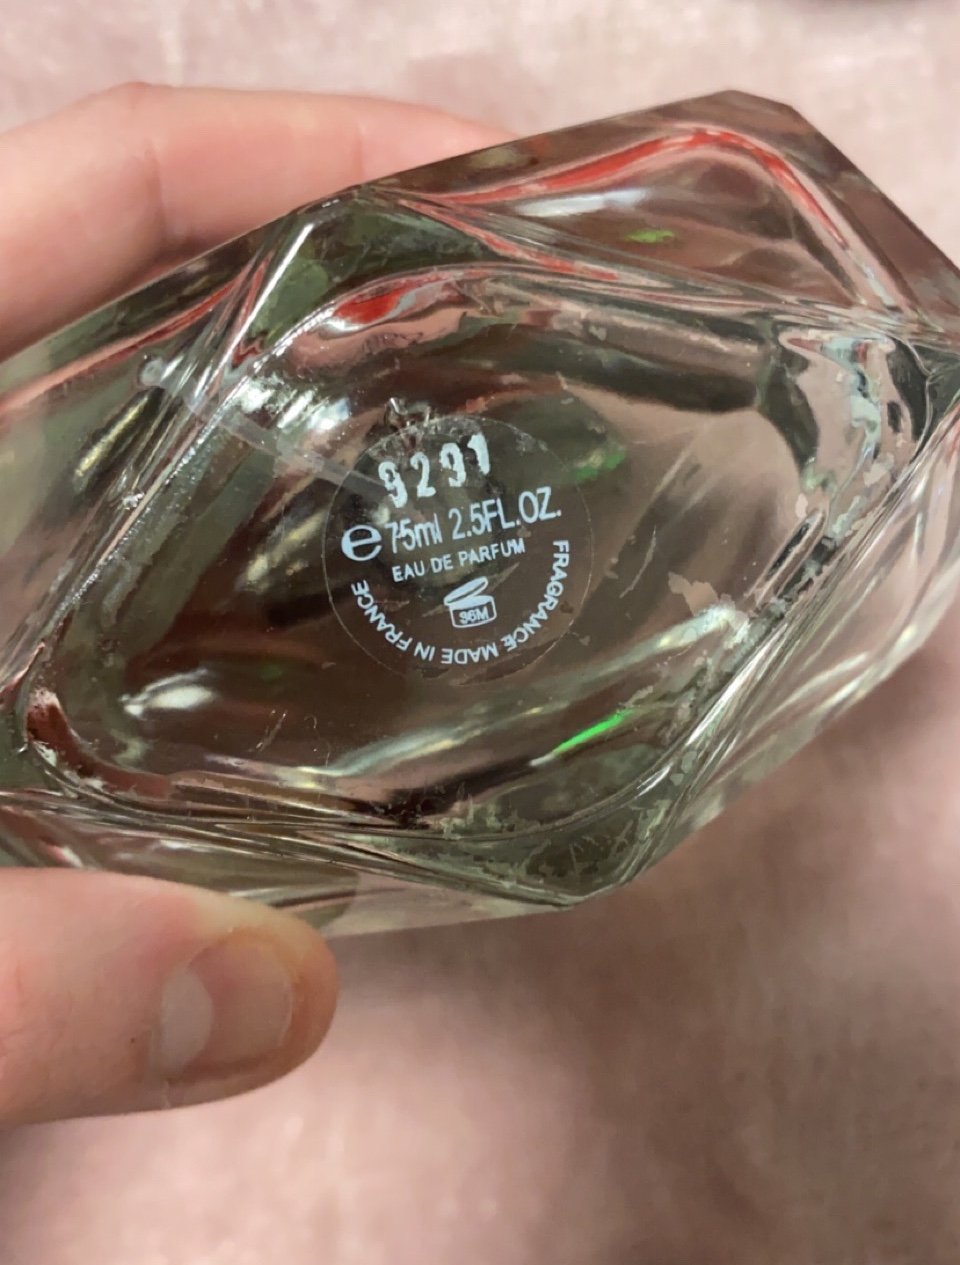 9291
℮ 75ml 2.5FL.OZ.
EAU DE PARFUM
36M
FRAGRANCE MADE IN FRANCE